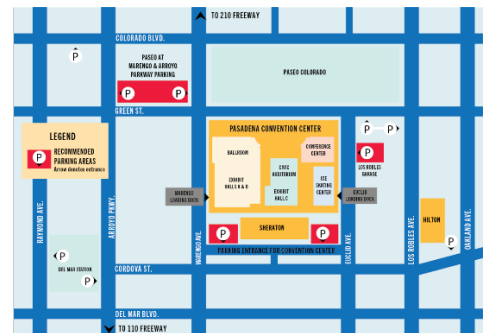 TO 210 FREEWAY
COLORADO BLVD.
P
PASEO AT
MARENGO & ARROYO
PARKWAY PARKING
P P
PASEO COLORADO
GREEN ST.
LEGEND
P
RECOMMENDED
PARKING AREAS
Arrow denotes entrance
PASADENA CONVENTION CENTER
BALLROOM
EXHIBIT
HALLS A & B
CIVIC
AUDITORIUM
EXHIBIT
HALL C
CONFERENCE
CENTER
ICE
SKATING
CENTER
P P
P
LOS ROBLES
GARAGE
MARENGO
LOADING DOCK
EUCLID
LOADING DOCK
SHERATON
P P
PARKING ENTRANCE FOR CONVENTION CENTER
HILTON
P
P
DEL MAR STATION
P
RAYMOND AVE.
ARROYO PKWY.
MARENGO AVE.
EUCLID AVE.
LOS ROBLES AVE.
OAKLAND AVE.
CORDOVA ST.
DEL MAR BLVD.
TO 110 FREEWAY